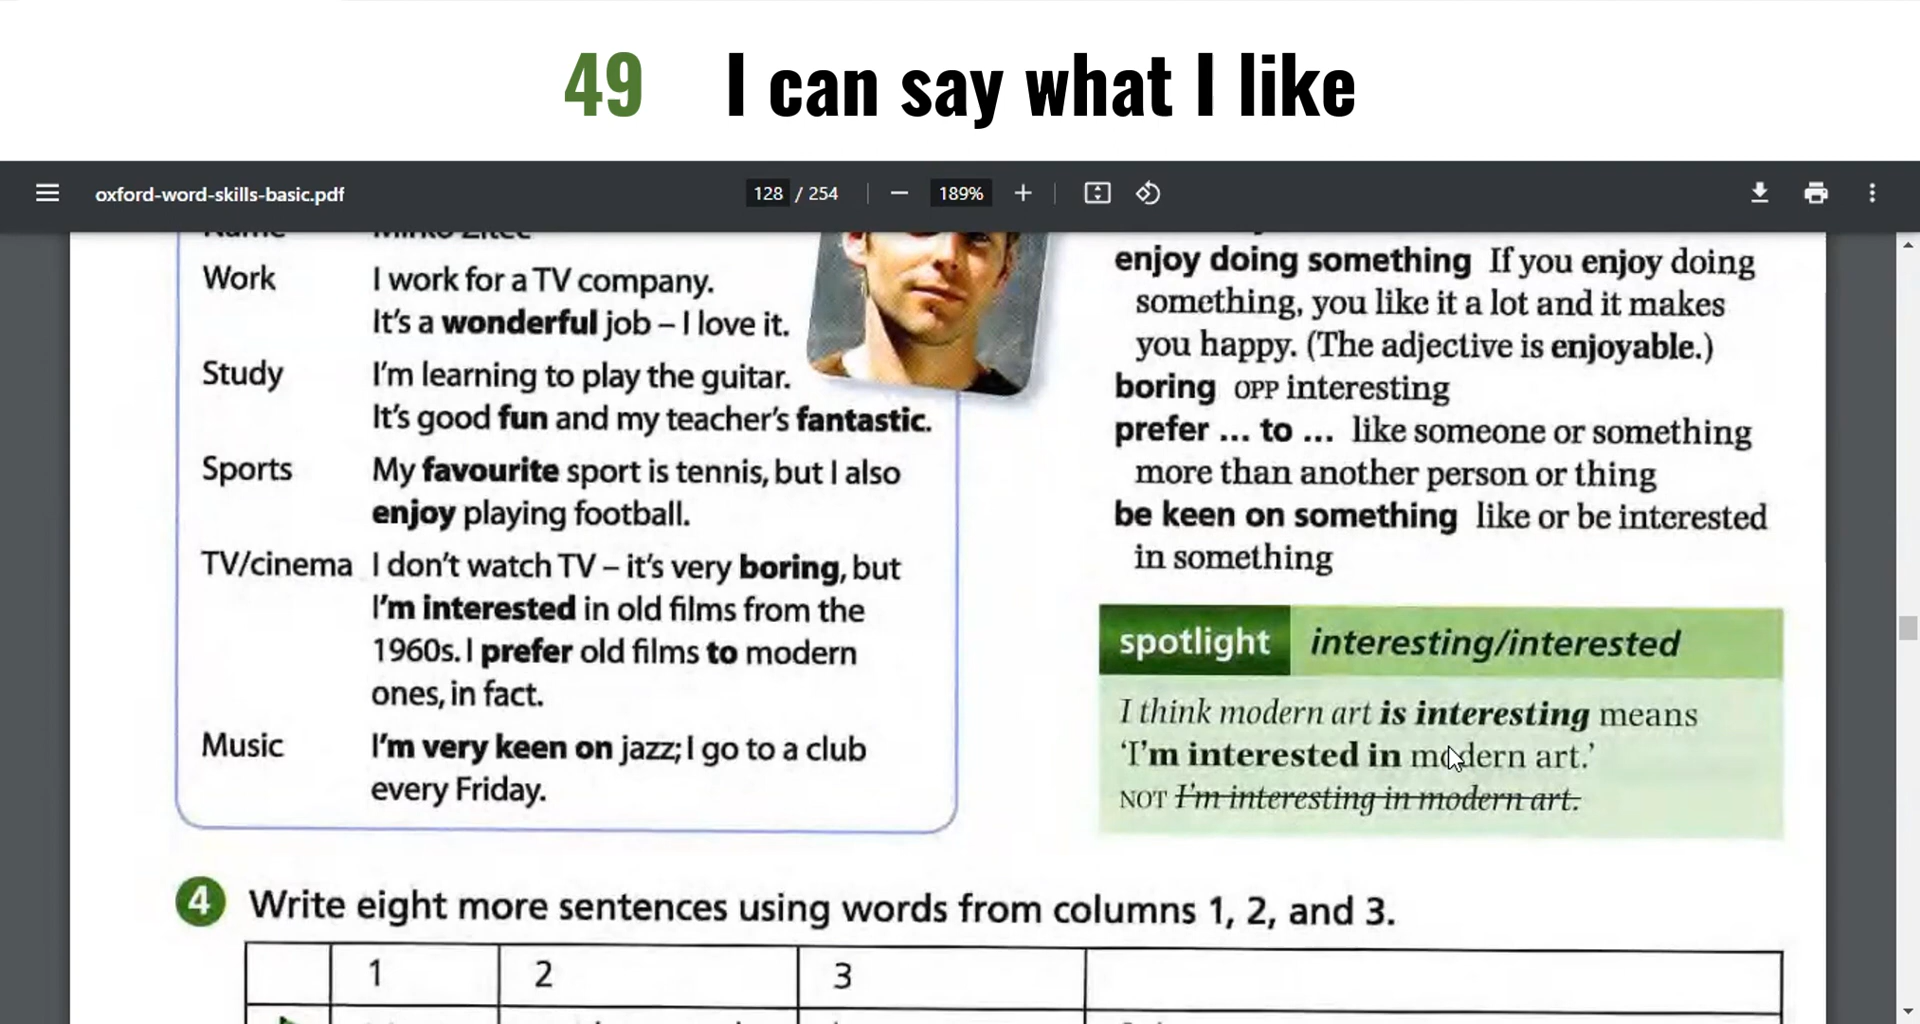 49 I can say what I like
oxford-word-skills-basic.pdf 128 / 254 189%
Name Mirko Zitec
Work I work for a TV company.
It's a wonderful job – I love it.
Study I'm learning to play the guitar.
It's good fun and my teacher's fantastic.
Sports My favourite sport is tennis, but I also
enjoy playing football.
TV/cinema I don't watch TV – it's very boring, but
I'm interested in old films from the
1960s. I prefer old films to modern
ones, in fact.
Music I'm very keen on jazz; I go to a club
every Friday.
enjoy doing something If you enjoy doing
something, you like it a lot and it makes
you happy. (The adjective is enjoyable.)
boring OPP interesting
prefer ... to ... like someone or something
more than another person or thing
be keen on something like or be interested
in something
spotlight interesting/interested
I think modern art is interesting means
‘I'm interested in modern art.’
NOT I'm interesting in modern art.
4 Write eight more sentences using words from columns 1, 2, and 3.
1 2 3